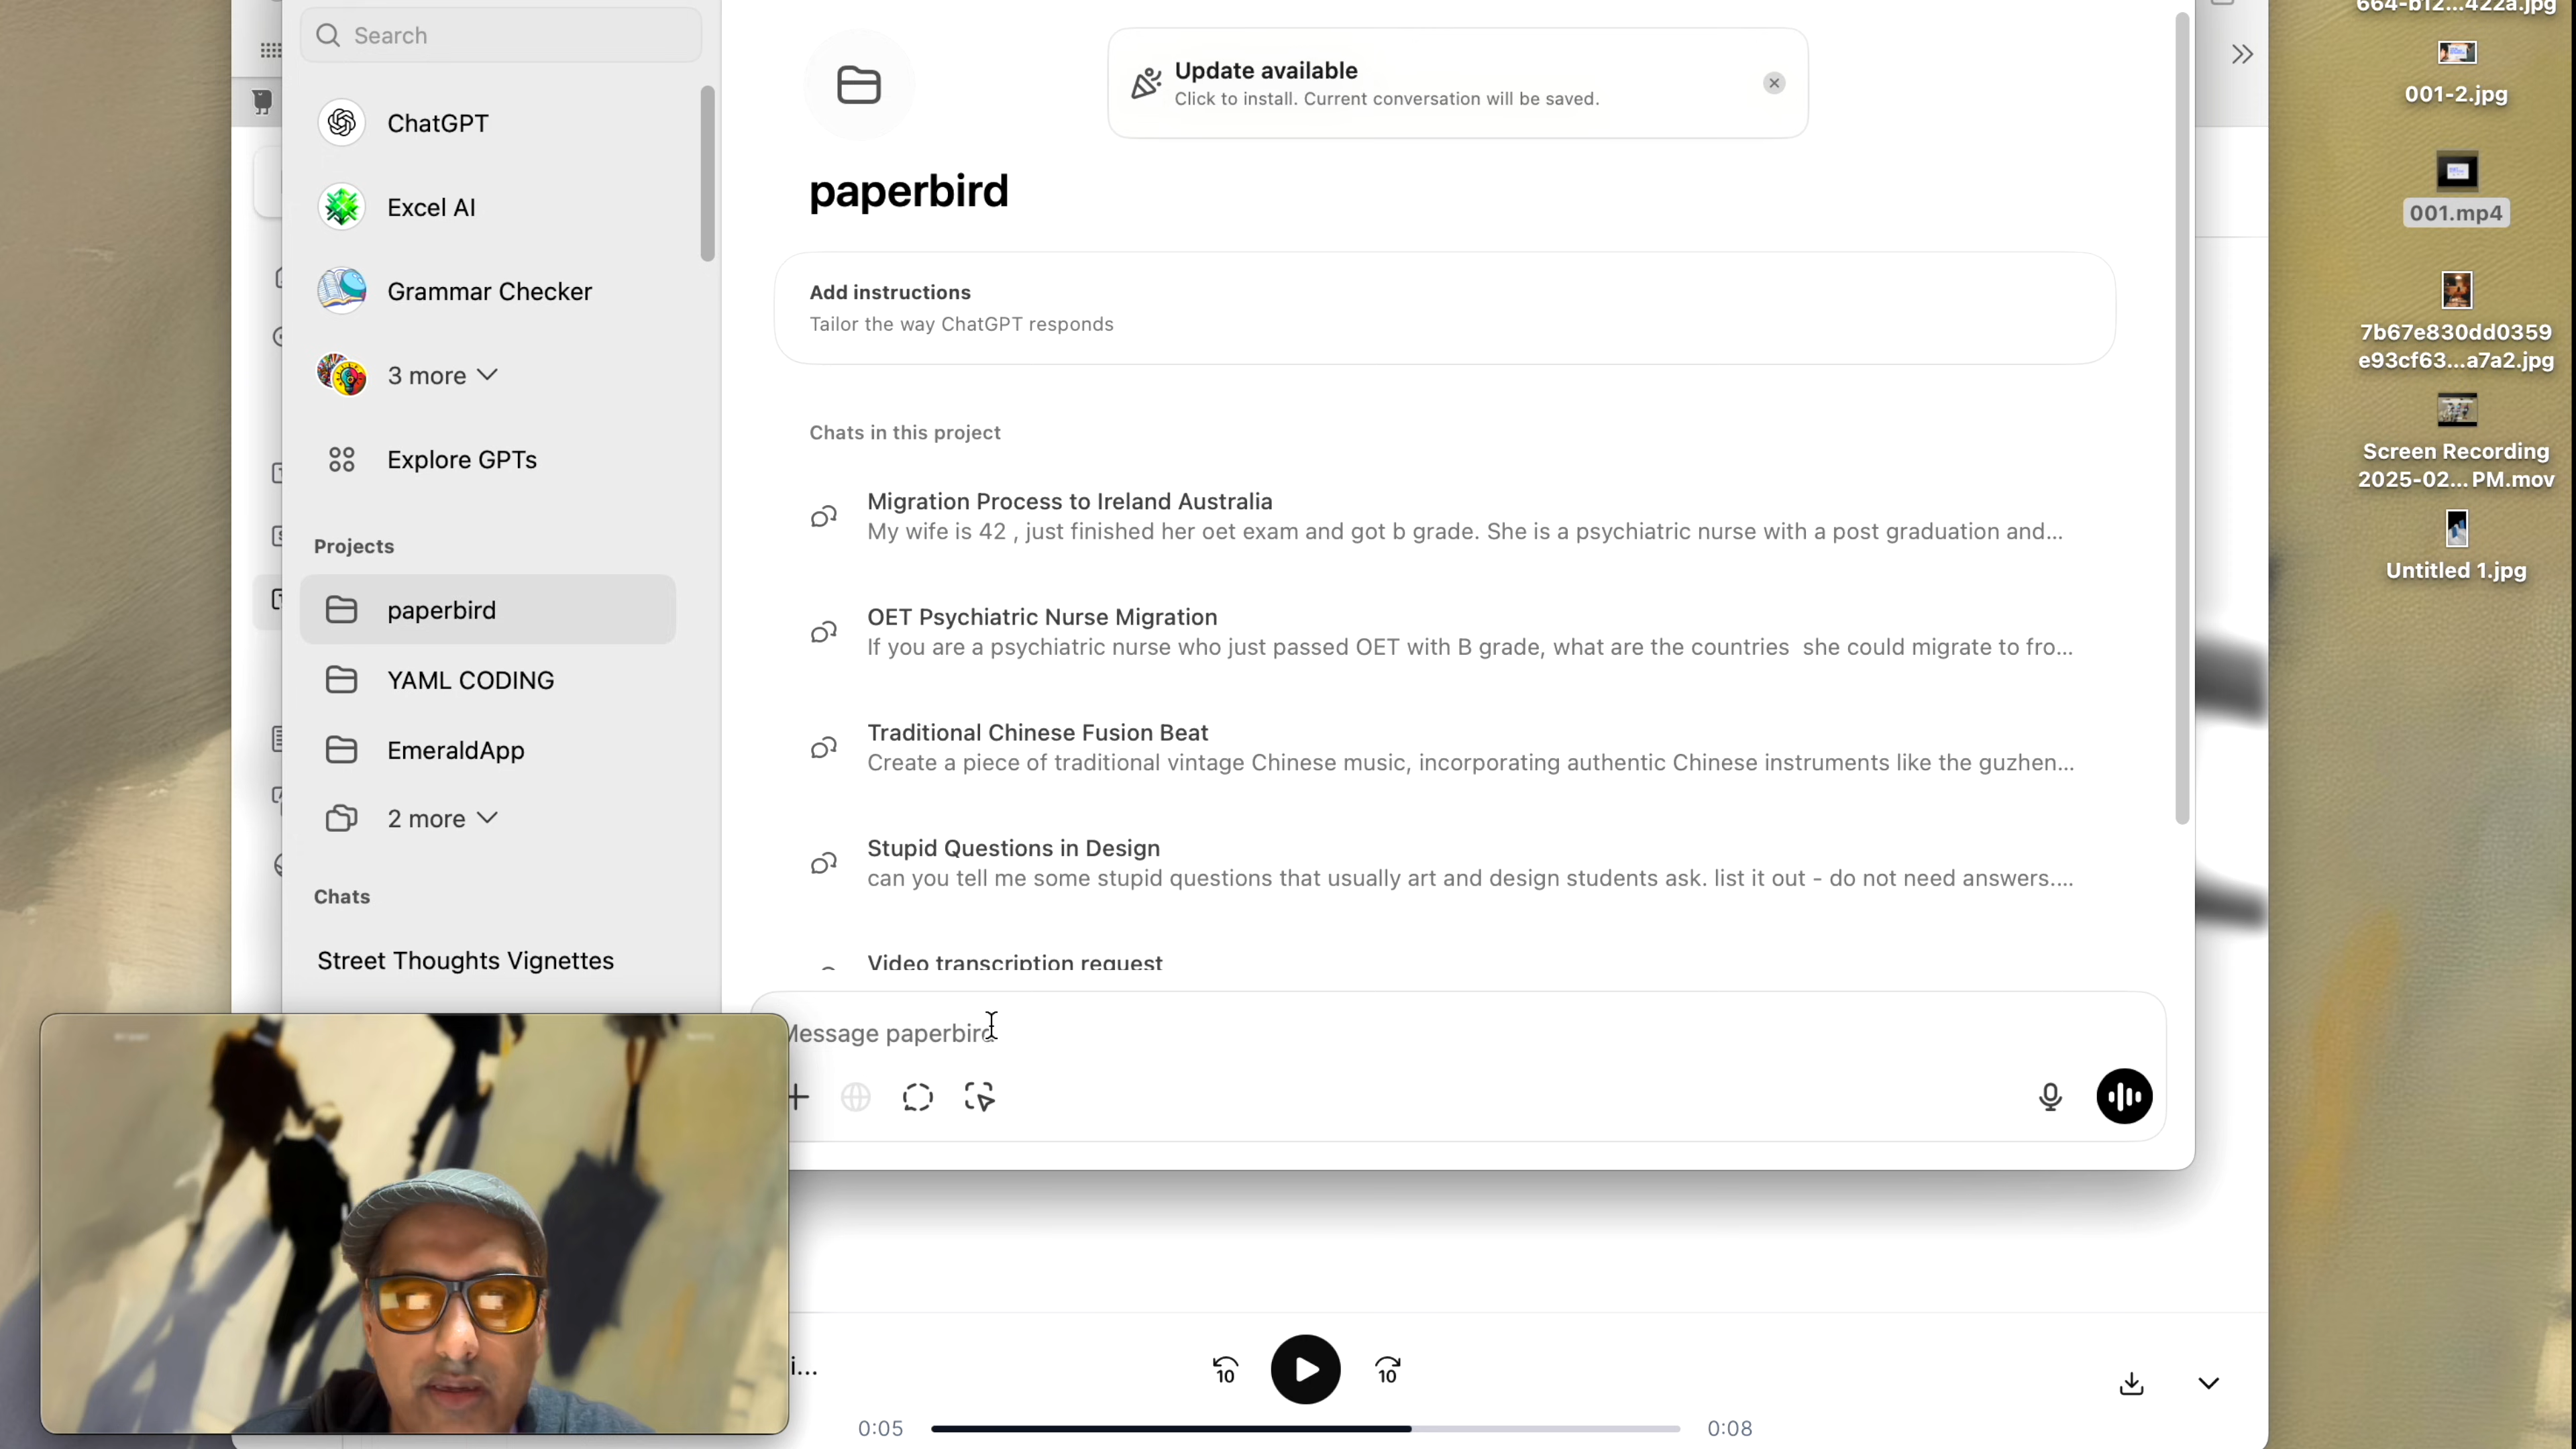 Search
ChatGPT
Excel AI
Grammar Checker
3 more
Explore GPTs
Projects
paperbird
YAML CODING
EmeraldApp
2 more
Chats
Street Thoughts Vignettes
Update available
Click to install. Current conversation will be saved.
paperbird
Add instructions
Tailor the way ChatGPT responds
Chats in this project
Migration Process to Ireland Australia
My wife is 42 , just finished her oet exam and got b grade. She is a psychiatric nurse with a post graduation and...
OET Psychiatric Nurse Migration
If you are a psychiatric nurse who just passed OET with B grade, what are the countries  she could migrate to fro...
Traditional Chinese Fusion Beat
Create a piece of traditional vintage Chinese music, incorporating authentic Chinese instruments like the guzhen...
Stupid Questions in Design
can you tell me some stupid questions that usually art and design students ask. list it out - do not need answers....
Video transcription request
Message paperbird
i...
10
10
0:05
0:08
664-b12...422a.jpg
001-2.jpg
001.mp4
7b67e830dd0359
e93cf63...a7a2.jpg
Screen Recording
2025-02... PM.mov
Untitled 1.jpg